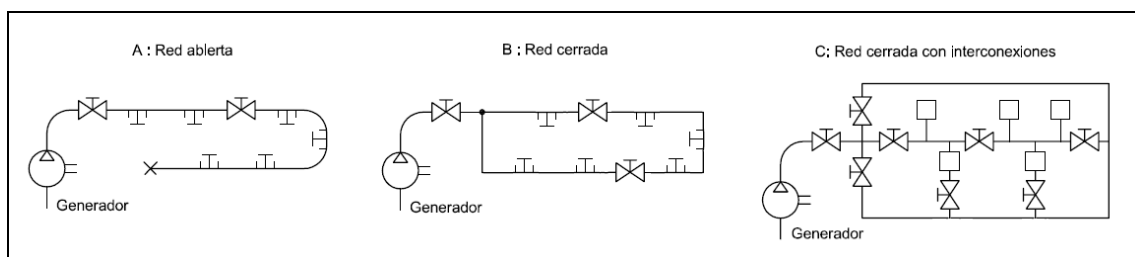 A : Red abierta
B : Red cerrada
C: Red cerrada con interconexiones
Generador
Generador
Generador